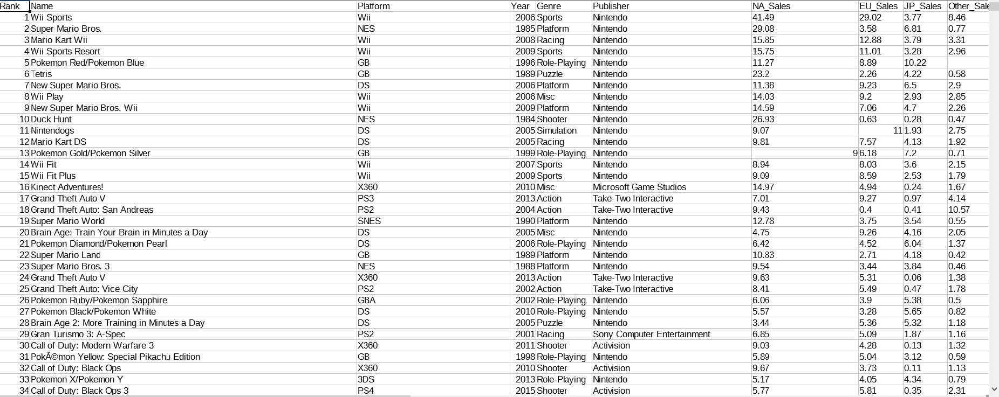 Rank Name Platform Year Genre Publisher NA_Sales EU_Sales JP_Sales Other_Sale
1 Wii Sports Wii 2006 Sports Nintendo 41.49 29.02 3.77 8.46
2 Super Mario Bros. NES 1985 Platform Nintendo 29.08 3.58 6.81 0.77
3 Mario Kart Wii Wii 2008 Racing Nintendo 15.85 12.88 3.79 3.31
4 Wii Sports Resort Wii 2009 Sports Nintendo 15.75 11.01 3.28 2.96
5 Pokemon Red/Pokemon Blue GB 1996 Role-Playing Nintendo 11.27 8.89 10.22
6 Tetris GB 1989 Puzzle Nintendo 23.2 2.26 4.22 0.58
7 New Super Mario Bros. DS 2006 Platform Nintendo 11.38 9.23 6.5 2.9
8 Wii Play Wii 2006 Misc Nintendo 14.03 9.2 2.93 2.85
9 New Super Mario Bros. Wii Wii 2009 Platform Nintendo 14.59 7.06 4.7 2.26
10 Duck Hunt NES 1984 Shooter Nintendo 26.93 0.63 0.28 0.47
11 Nintendogs DS 2005 Simulation Nintendo 9.07 11 1.93 2.75
12 Mario Kart DS DS 2005 Racing Nintendo 9.81 7.57 4.13 1.92
13 Pokemon Gold/Pokemon Silver GB 1999 Role-Playing Nintendo 9 6.18 7.2 0.71
14 Wii Fit Wii 2007 Sports Nintendo 8.94 8.03 3.6 2.15
15 Wii Fit Plus Wii 2009 Sports Nintendo 9.09 8.59 2.53 1.79
16 Kinect Adventures! X360 2010 Misc Microsoft Game Studios 14.97 4.94 0.24 1.67
17 Grand Theft Auto V PS3 2013 Action Take-Two Interactive 7.01 9.27 0.97 4.14
18 Grand Theft Auto: San Andreas PS2 2004 Action Take-Two Interactive 9.43 0.4 0.41 10.57
19 Super Mario World SNES 1990 Platform Nintendo 12.78 3.75 3.54 0.55
20 Brain Age: Train Your Brain in Minutes a Day DS 2005 Misc Nintendo 4.75 9.26 4.16 2.05
21 Pokemon Diamond/Pokemon Pearl DS 2006 Role-Playing Nintendo 6.42 4.52 6.04 1.37
22 Super Mario Land GB 1989 Platform Nintendo 10.83 2.71 4.18 0.42
23 Super Mario Bros. 3 NES 1988 Platform Nintendo 9.54 3.44 3.84 0.46
24 Grand Theft Auto V X360 2013 Action Take-Two Interactive 9.63 5.31 0.06 1.38
25 Grand Theft Auto: Vice City PS2 2002 Action Take-Two Interactive 8.41 5.49 0.47 1.78
26 Pokemon Ruby/Pokemon Sapphire GBA 2002 Role-Playing Nintendo 6.06 3.9 5.38 0.5
27 Pokemon Black/Pokemon White DS 2010 Role-Playing Nintendo 5.57 3.28 5.65 0.82
28 Brain Age 2: More Training in Minutes a Day DS 2005 Puzzle Nintendo 3.44 5.36 5.32 1.18
29 Gran Turismo 3: A-Spec PS2 2001 Racing Sony Computer Entertainment 6.85 5.09 1.87 1.16
30 Call of Duty: Modern Warfare 3 X360 2011 Shooter Activision 9.03 4.28 0.13 1.32
31 PokÃ©mon Yellow: Special Pikachu Edition GB 1998 Role-Playing Nintendo 5.89 5.04 3.12 0.59
32 Call of Duty: Black Ops X360 2010 Shooter Activision 9.67 3.73 0.11 1.13
33 Pokemon X/Pokemon Y 3DS 2013 Role-Playing Nintendo 5.17 4.05 4.34 0.79
34 Call of Duty: Black Ops 3 PS4 2015 Shooter Activision 5.77 5.81 0.35 2.31